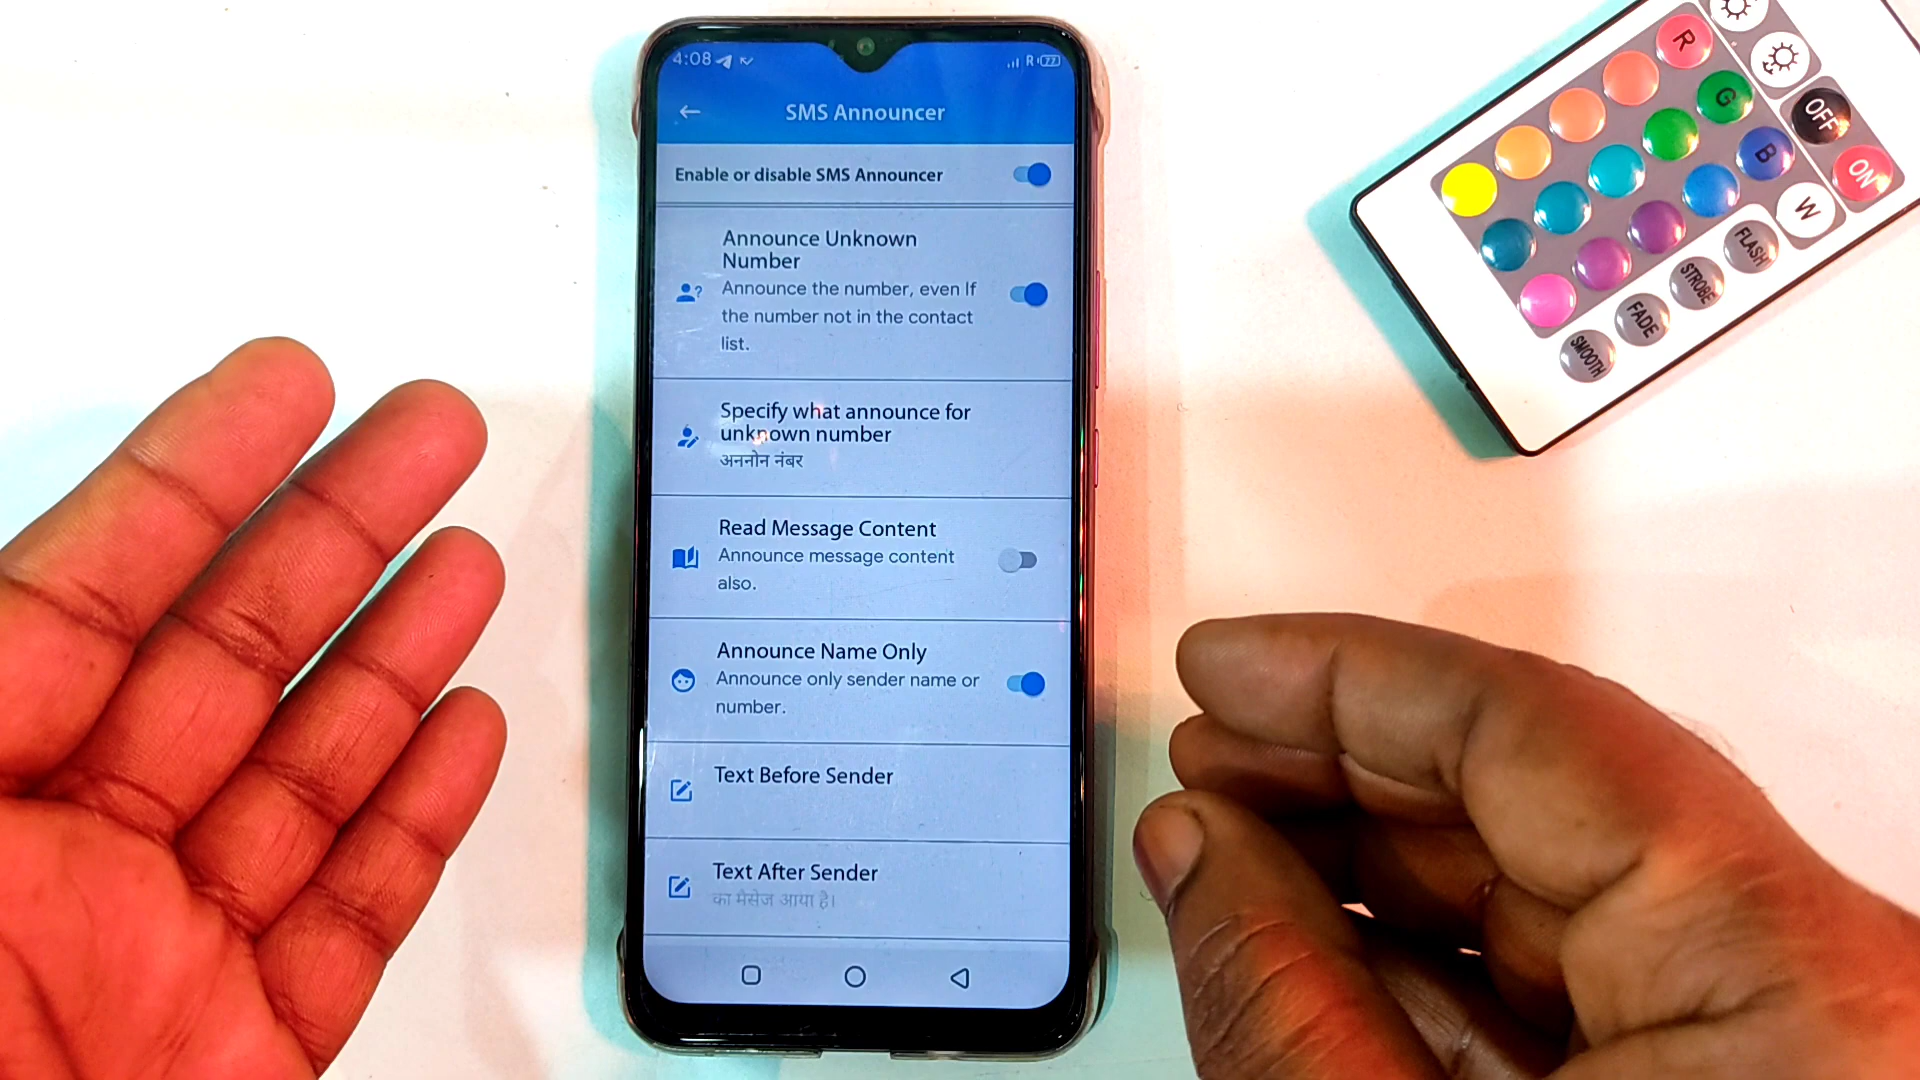 4:08
R 77
SMS Announcer
Enable or disable SMS Announcer
Announce Unknown
Number
Announce the number, even If
the number not in the contact
list.
Specify what announce for
unknown number
अननोन नंबर
Read Message Content
Announce message content
also.
Announce Name Only
Announce only sender name or
number.
Text Before Sender
Text After Sender
का मैसेज आया है।
R
G
OFF
B
ON
W
FLASH
STROBE
FADE
SMOOTH